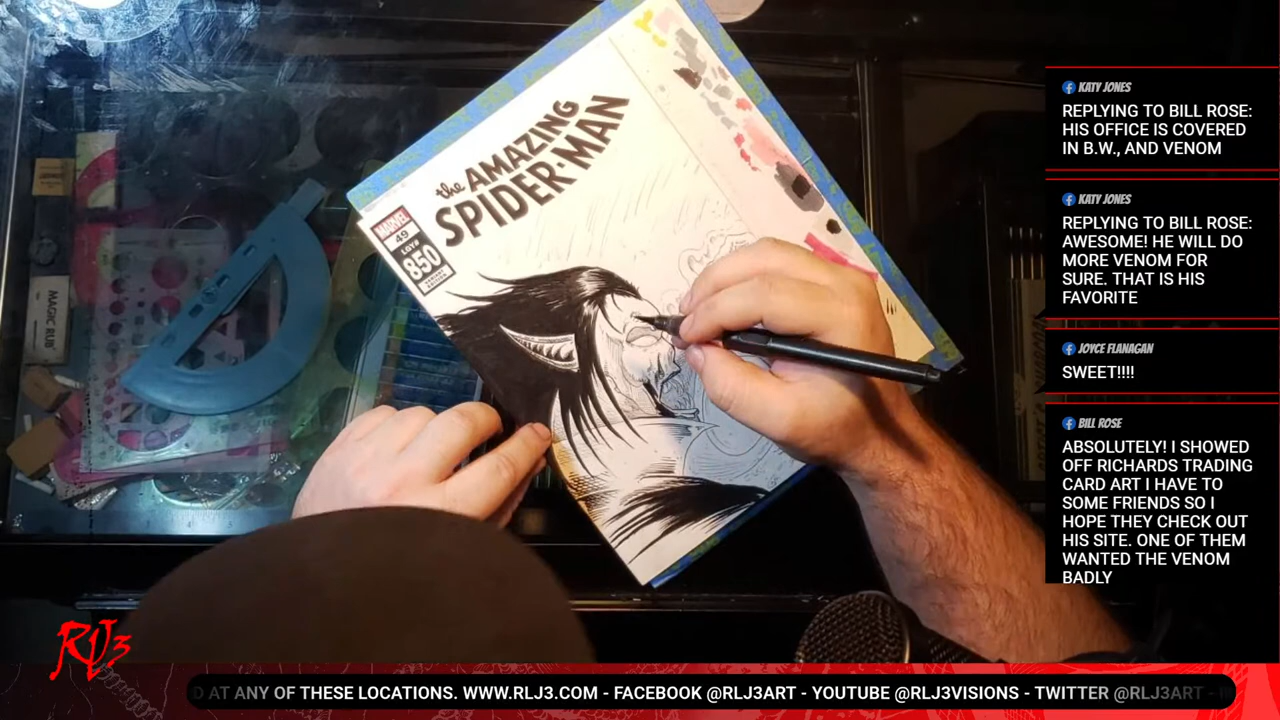 the AMAZING
SPIDER-MAN
MARVEL
49
LGY#
850
VARIANT
EDITION
MAGIC RUB
KATY JONES
REPLYING TO BILL ROSE:
HIS OFFICE IS COVERED
IN B.W., AND VENOM
KATY JONES
REPLYING TO BILL ROSE:
AWESOME! HE WILL DO
MORE VENOM FOR
SURE. THAT IS HIS
FAVORITE
JOYCE FLANAGAN
SWEET!!!!
BILL ROSE
ABSOLUTELY! I SHOWED
OFF RICHARDS TRADING
CARD ART I HAVE TO
SOME FRIENDS SO I
HOPE THEY CHECK OUT
HIS SITE. ONE OF THEM
WANTED THE VENOM
BADLY
RLJ3
D AT ANY OF THESE LOCATIONS. WWW.RLJ3.COM - FACEBOOK @RLJ3ART - YOUTUBE @RLJ3VISIONS - TWITTER @RLJ3ART -